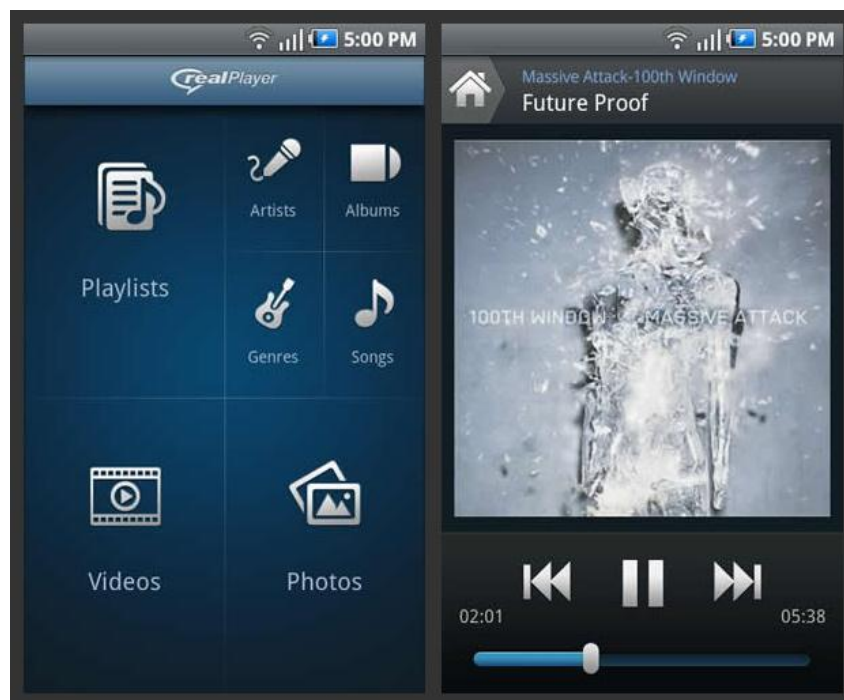 5:00 PM
realPlayer
Artists
Albums
Playlists
Genres
Songs
Videos
Photos
5:00 PM
Massive Attack-100th Window
Future Proof
100TH WINDOW MASSIVE ATTACK
02:01
05:38